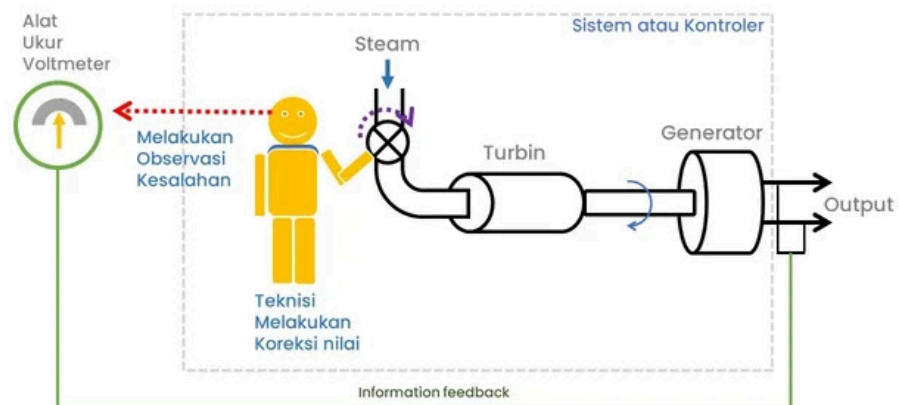 Alat
Ukur
Voltmeter
Sistem atau Kontroler
Steam
Melakukan
Observasi
Kesalahan
Turbin
Generator
Output
Teknisi
Melakukan
Koreksi nilai
Information feedback